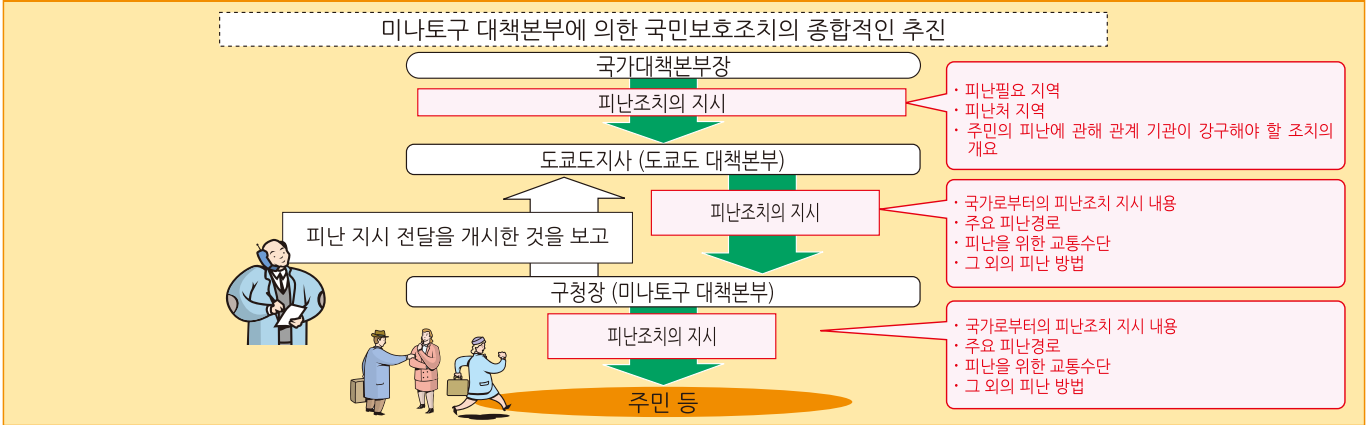 미나토구 대책본부에 의한 국민보호조치의 종합적인 추진
국가대책본부장
피난조치의 지시
· 피난필요 지역
· 피난처 지역
· 주민의 피난에 관해 관계 기관이 강구해야 할 조치의
개요
도쿄도지사 (도쿄도 대책본부)
피난조치의 지시
· 국가로부터의 피난조치 지시 내용
· 주요 피난경로
· 피난을 위한 교통수단
· 그 외의 피난 방법
피난 지시 전달을 개시한 것을 보고
구청장 (미나토구 대책본부)
피난조치의 지시
· 국가로부터의 피난조치 지시 내용
· 주요 피난경로
· 피난을 위한 교통수단
· 그 외의 피난 방법
주민 등